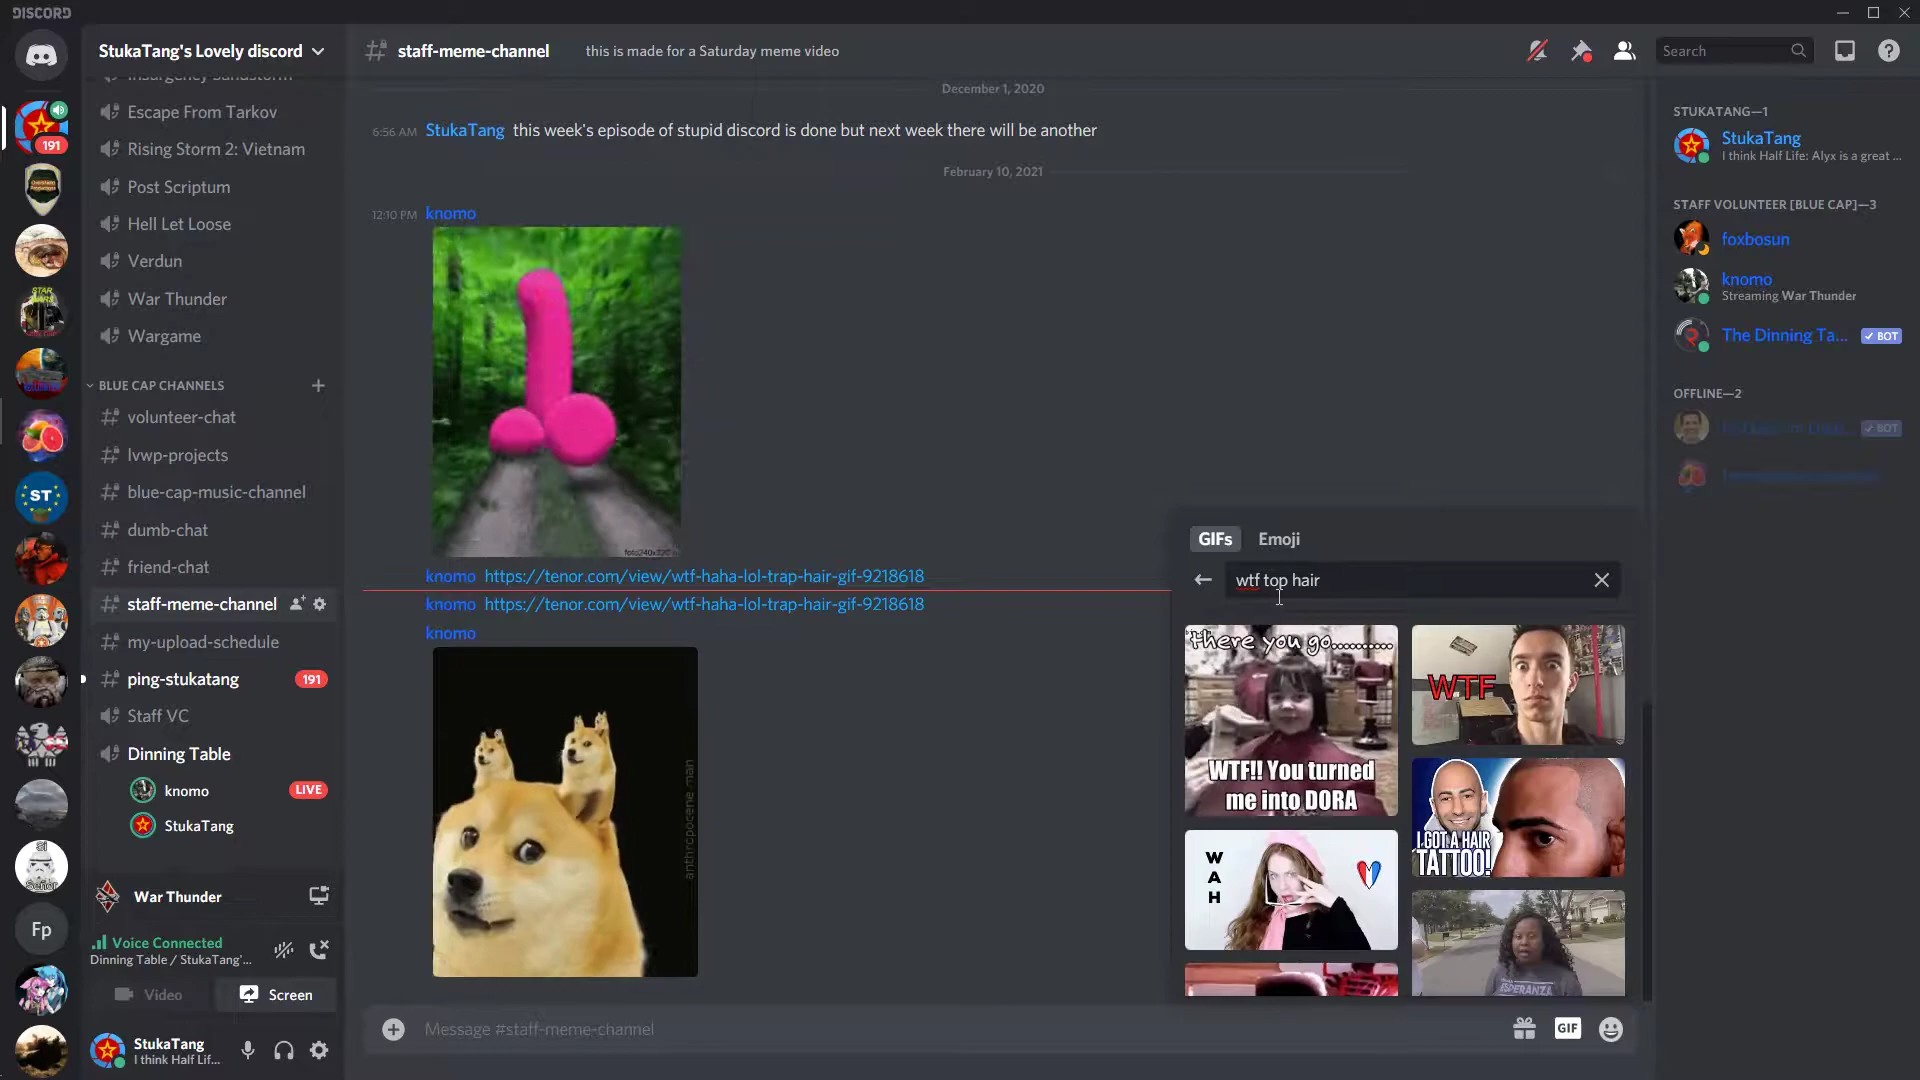 DISCORD
StukaTang's Lovely discord
Insurgency Sandstorm
Escape From Tarkov
Rising Storm 2: Vietnam
Post Scriptum
Hell Let Loose
Verdun
War Thunder
Wargame
BLUE CAP CHANNELS
volunteer-chat
lvwp-projects
blue-cap-music-channel
dumb-chat
friend-chat
staff-meme-channel
my-upload-schedule
ping-stukatang 191
Staff VC
Dinning Table
knomo LIVE
StukaTang
War Thunder
Voice Connected
Dinning Table / StukaTang'...
Video Screen
StukaTang
I think Half Lif...
191
STAR
WARS
ST
Fp
staff-meme-channel this is made for a Saturday meme video
Search
December 1, 2020
6:56 AM StukaTang this week's episode of stupid discord is done but next week there will be another
February 10, 2021
12:10 PM knomo
knomo https://tenor.com/view/wtf-haha-lol-trap-hair-gif-9218618
knomo https://tenor.com/view/wtf-haha-lol-trap-hair-gif-9218618
knomo
anthropocene.man
Message #staff-meme-channel
GIF
GIFs Emoji
wtf top hair
there you go..........
WTF!! You turned
me into DORA
WTF
I GOT A HAIR
TATTOO!
W
A
H
ESPERANZA
STUKATANG—1
StukaTang
I think Half Life: Alyx is a great ...
STAFF VOLUNTEER [BLUE CAP]—3
foxbosun
knomo
Streaming War Thunder
The Dinning Ta... BOT
OFFLINE—2
BOT